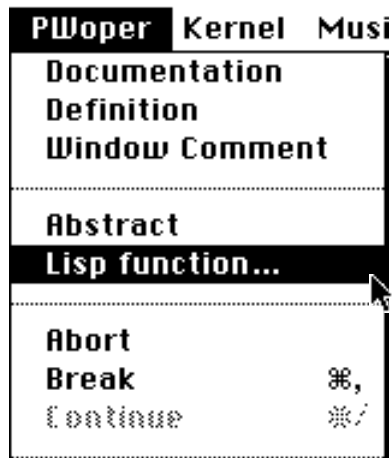 PWoper Kernel Musi
Documentation
Definition
Window Comment
Abstract
Lisp function...
Abort
Break ⌘,
Continue ⌘/